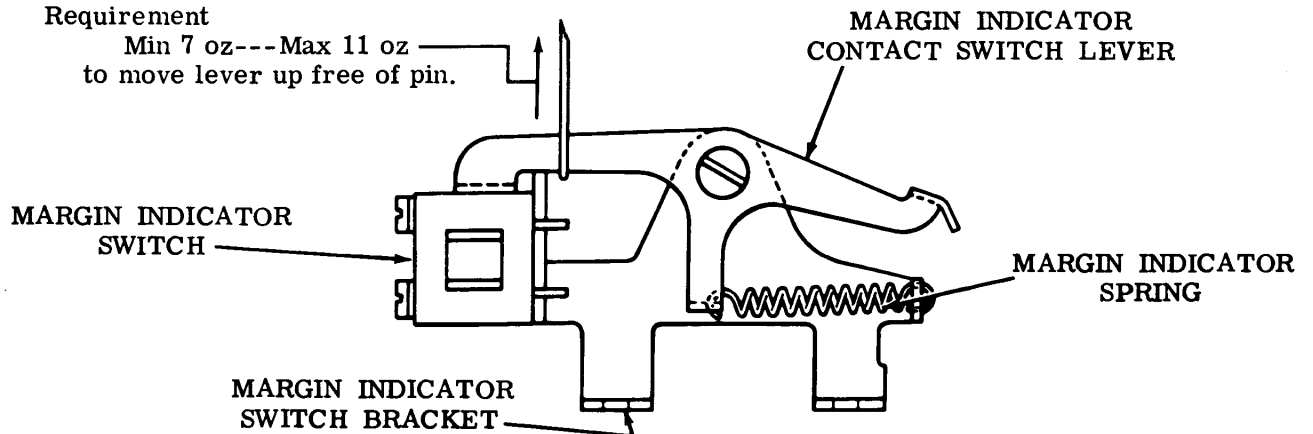 Requirement
Min 7 oz---Max 11 oz
to move lever up free of pin.
MARGIN INDICATOR
CONTACT SWITCH LEVER
MARGIN INDICATOR
SWITCH
MARGIN INDICATOR
SPRING
MARGIN INDICATOR
SWITCH BRACKET